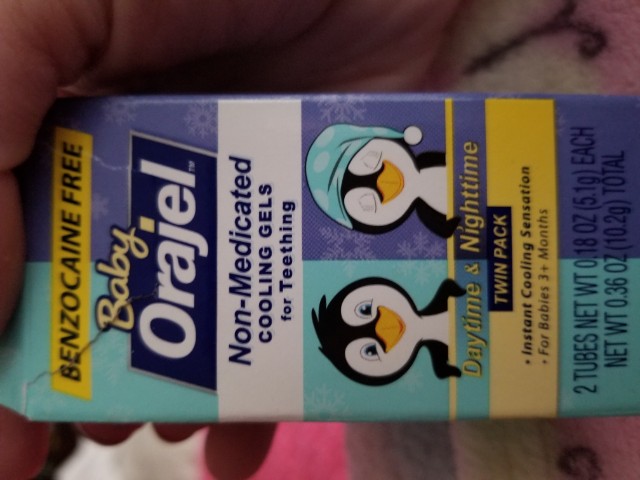 BENZOCAINE FREE
Baby
Orajel™
Non-Medicated
COOLING GELS
for Teething
Daytime & Nighttime
TWIN PACK
• Instant Cooling Sensation
• For Babies 3+ Months
2 TUBES NET WT 0.18 OZ (5.1g) EACH
NET WT 0.36 OZ (10.2g) TOTAL